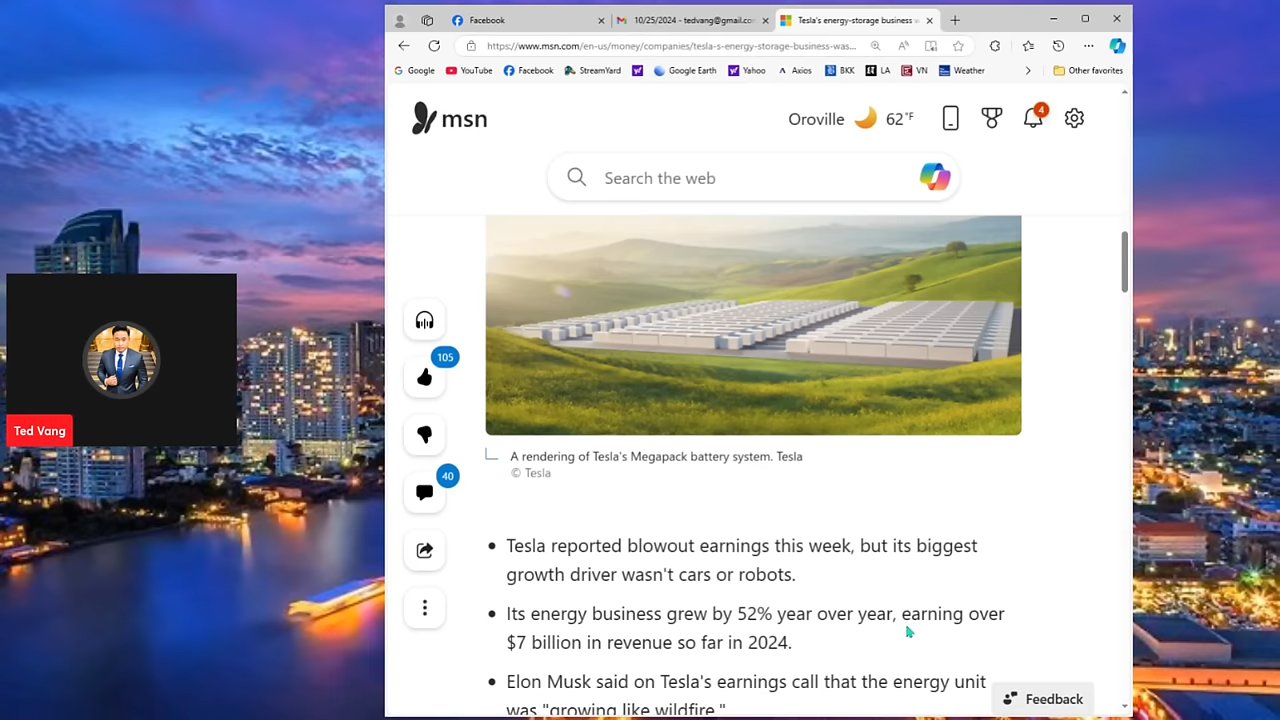 Facebook
10/25/2024 - tedvang@gmail.co
Tesla's energy-storage business w
https://www.msn.com/en-us/money/companies/tesla-s-energy-storage-business-was...
Google YouTube Facebook StreamYard Google Earth Yahoo Axios BKK LA VN Weather Other favorites
msn
Oroville 62°F
4
Search the web
105
40
A rendering of Tesla's Megapack battery system. Tesla
© Tesla
• Tesla reported blowout earnings this week, but its biggest
growth driver wasn't cars or robots.
• Its energy business grew by 52% year over year, earning over
$7 billion in revenue so far in 2024.
• Elon Musk said on Tesla's earnings call that the energy unit
was "growing like wildfire."
Feedback
Ted Vang